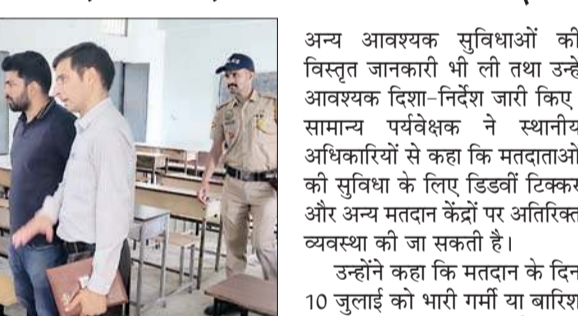 अन्य आवश्यक सुविधाओं की
विस्तृत जानकारी भी ली तथा उन्हें
आवश्यक दिशा-निर्देश जारी किए
सामान्य पर्यवेक्षक ने स्थानीय
अधिकारियों से कहा कि मतदाताओं
की सुविधा के लिए डिडवीं टिक्कर
और अन्य मतदान केंद्रों पर अतिरिक्त
व्यवस्था की जा सकती है।
उन्होंने कहा कि मतदान के दिन
10 जुलाई को भारी गर्मी या बारिश